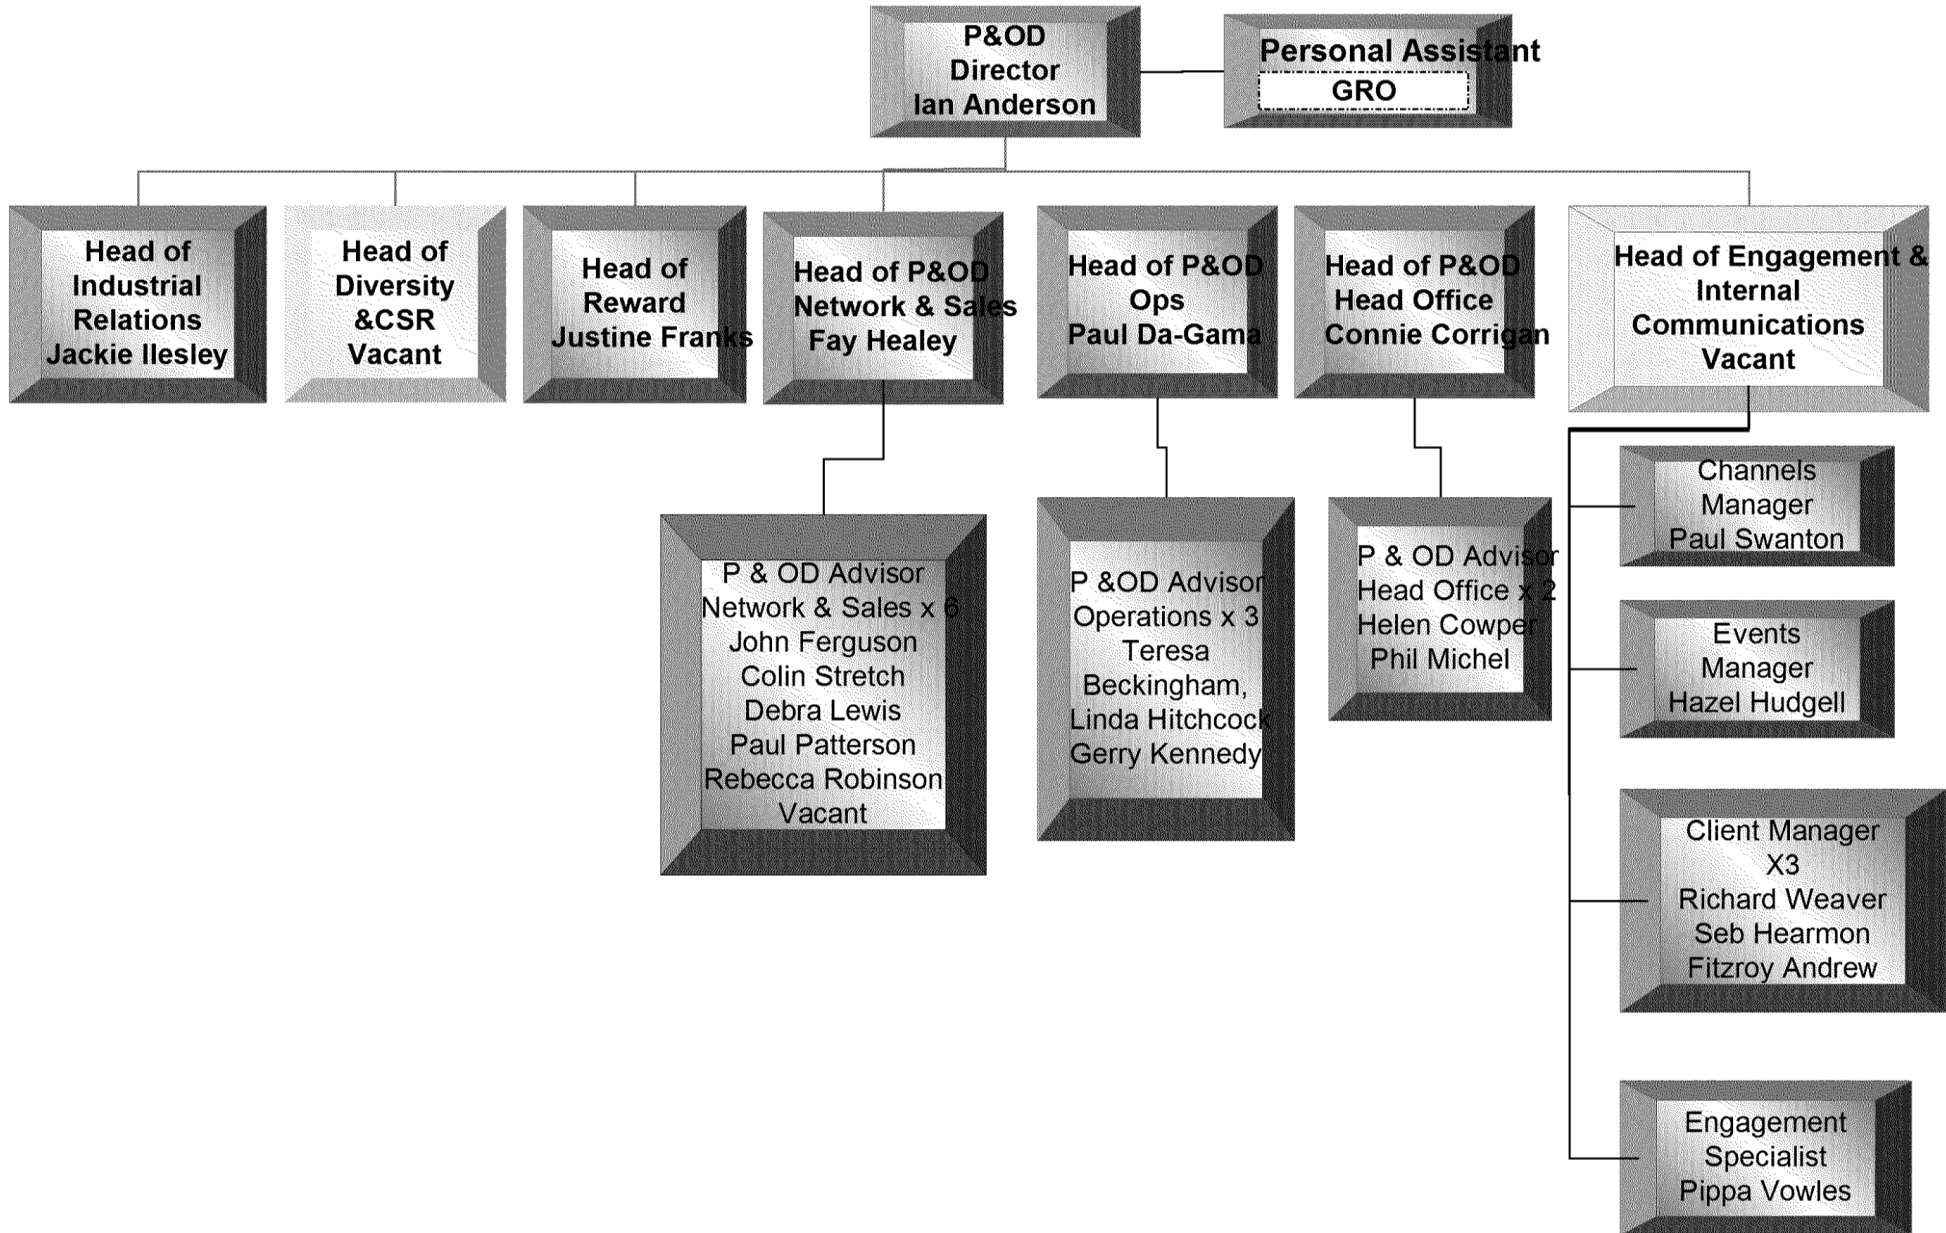 P&OD
Director
Ian Anderson
Personal Assistant
GRO
Head of
Industrial
Relations
Jackie Ilesley
Head of
Diversity
&CSR
Vacant
Head of
Reward
Justine Franks
Head of P&OD
Network & Sales
Fay Healey
Head of P&OD
Ops
Paul Da-Gama
Head of P&OD
Head Office
Connie Corrigan
Head of Engagement &
Internal
Communications
Vacant
P & OD Advisor
Network & Sales x 6
John Ferguson
Colin Stretch
Debra Lewis
Paul Patterson
Rebecca Robinson
Vacant
P &OD Advisor
Operations x 3
Teresa
Beckingham,
Linda Hitchcock
Gerry Kennedy
P & OD Advisor
Head Office x 2
Helen Cowper
Phil Michel
Channels
Manager
Paul Swanton
Events
Manager
Hazel Hudgell
Client Manager
X3
Richard Weaver
Seb Hearmon
Fitzroy Andrew
Engagement
Specialist
Pippa Vowles